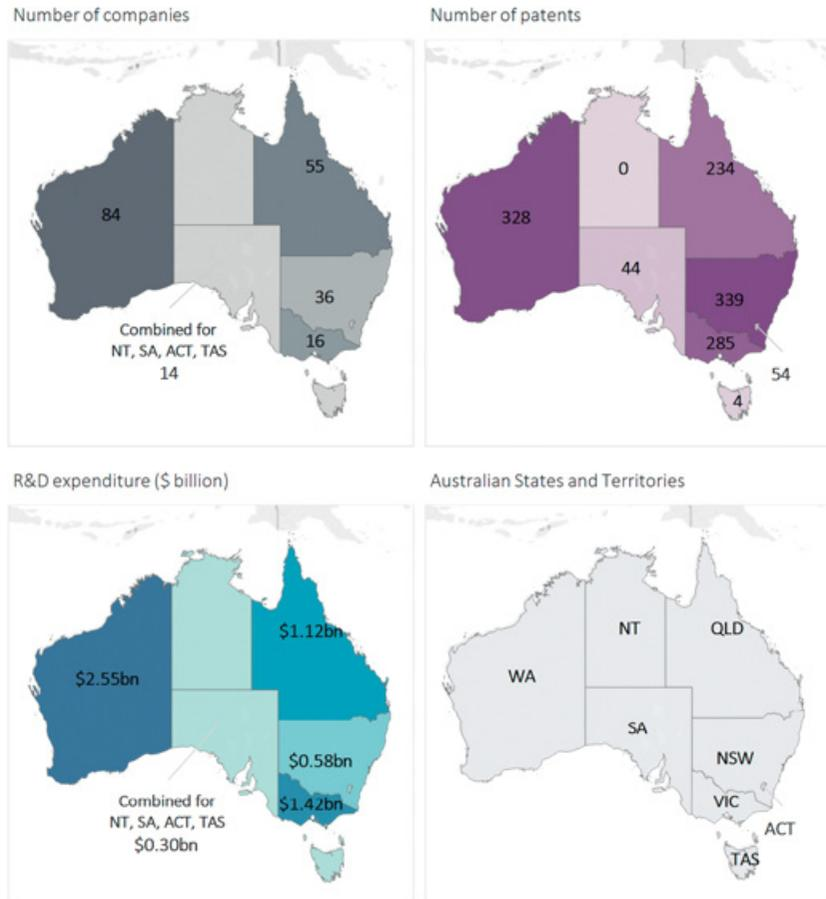 Number of companies
Number of patents
84
55
36
16
Combined for
NT, SA, ACT, TAS
14
328
0
234
44
339
285
54
4
R&D expenditure ($ billion)
Australian States and Territories
$2.55bn
$1.12bn
$0.58bn
$1.42bn
Combined for
NT, SA, ACT, TAS
$0.30bn
WA
NT
QLD
SA
NSW
VIC
ACT
TAS